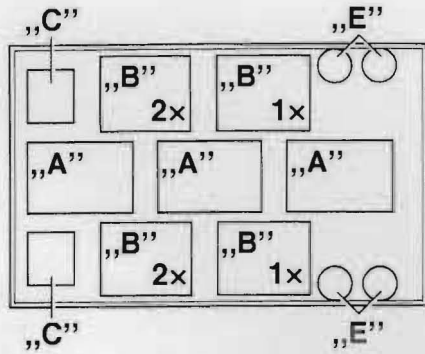 „C” „E”
„B” „B”
2× 1×
„A” „A” „A”
„B” „B”
2× 1×
„C” „E”